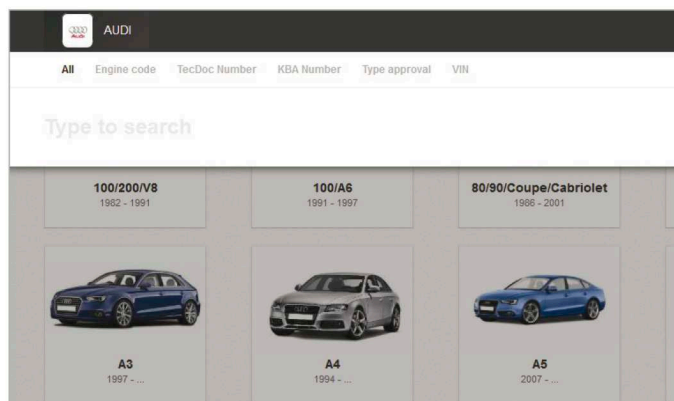 Audi AUDI
All Engine code TecDoc Number KBA Number Type approval VIN
Type to search
100/200/V8 100/A6 80/90/Coupe/Cabriolet
1982 - 1991 1991 - 1997 1986 - 2001
A3 A4 A5
1997 - ... 1994 - ... 2007 - ...